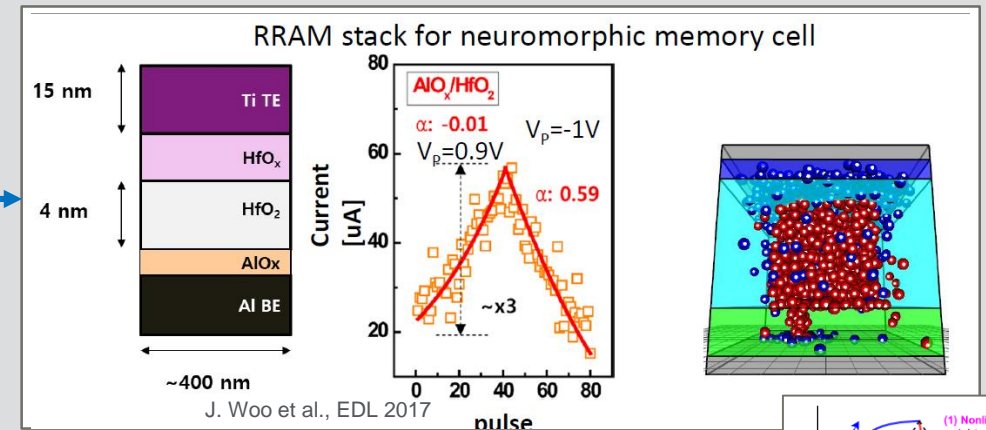 RRAM stack for neuromorphic memory cell
15 nm
Ti TE
HfOₓ
4 nm
HfO₂
AlOx
Al BE
~400 nm
J. Woo et al., EDL 2017
80
60
40
20
Current
[uA]
AlOₓ/HfO₂
α: -0.01
Vₚ=0.9V
Vₚ=-1V
α: 0.59
~x3
0 20 40 60 80
pulse
(1) Nonli